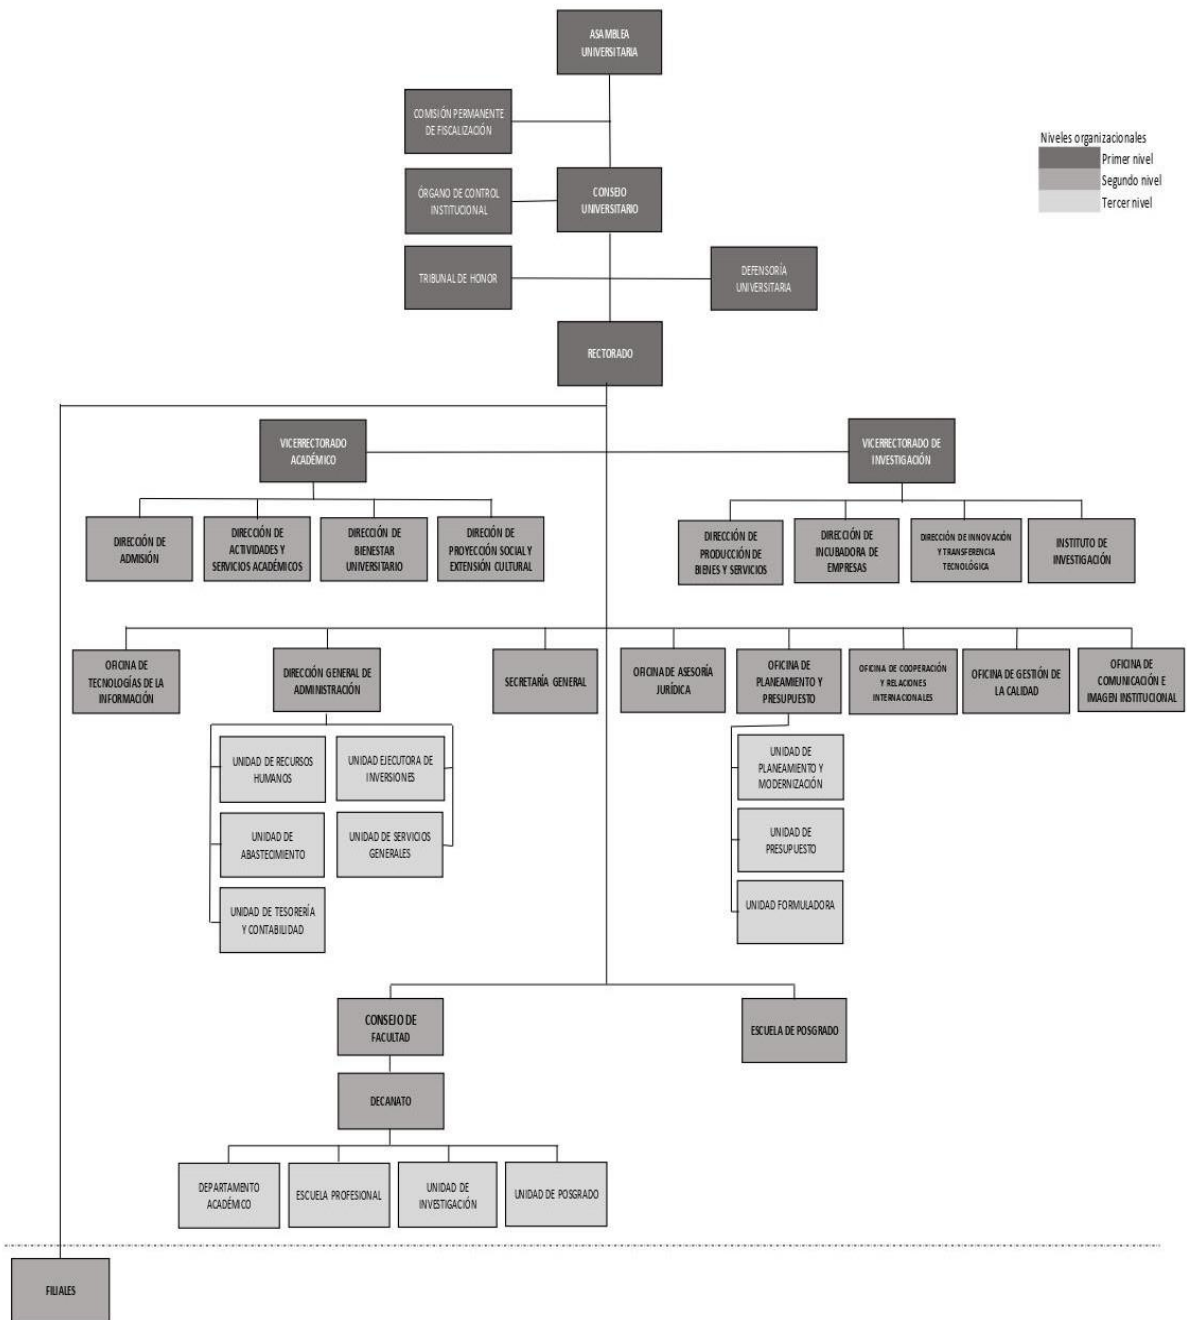 ASAMBLEA
UNIVERSITARIA
COMISIÓN PERMANENTE
DE FISCALIZACIÓN
Niveles organizacionales
Primer nivel
Segundo nivel
Tercer nivel
ÓRGANO DE CONTROL
INSTITUCIONAL
CONSEJO
UNIVERSITARIO
TRIBUNAL DE HONOR
DEFENSORÍA
UNIVERSITARIA
RECTORADO
VICERRECTORADO
ACADÉMICO
VICERRECTORADO DE
INVESTIGACIÓN
DIRECCIÓN DE
ADMISIÓN
DIRECCIÓN DE
ACTIVIDADES Y
SERVICIOS ACADÉMICOS
DIRECCIÓN DE
BIENESTAR
UNIVERSITARIO
DIRECIÓN DE
PROYECCIÓN SOCIAL Y
EXTENSIÓN CULTURAL
DIRECCIÓN DE
PRODUCCIÓN DE
BIENES Y SERVICIOS
DIRECCIÓN DE
INCUBADORA DE
EMPRESAS
DIRECCIÓN DE INNOVACIÓN
Y TRANSFERENCIA
TECNOLÓGICA
INSTITUTO DE
INVESTIGACIÓN
OFICINA DE
TECNOLOGÍAS DE LA
INFORMACIÓN
DIRECCIÓN GENERAL DE
ADMINISTRACIÓN
SECRETARÍA GENERAL
OFICINA DE ASESORÍA
JURÍDICA
OFICINA DE
PLANEAMIENTO Y
PRESUPUESTO
OFICINA DE COOPERACIÓN
Y RELACIONES
INTERNACIONALES
OFICINA DE GESTIÓN DE
LA CALIDAD
OFICINA DE
COMUNICACIÓN E
IMAGEN INSTITUCIONAL
UNIDAD DE RECURSOS
HUMANOS
UNIDAD EJECUTORA DE
INVERSIONES
UNIDAD DE
PLANEAMIENTO Y
MODERNIZACIÓN
UNIDAD DE
ABASTECIMIENTO
UNIDAD DE SERVICIOS
GENERALES
UNIDAD DE
PRESUPUESTO
UNIDAD DE TESORERÍA
Y CONTABILIDAD
UNIDAD FORMULADORA
CONSEJO DE
FACULTAD
ESCUELA DE POSGRADO
DECANATO
DEPARTAMENTO
ACADÉMICO
ESCUELA PROFESIONAL
UNIDAD DE
INVESTIGACIÓN
UNIDAD DE POSGRADO
FILIALES